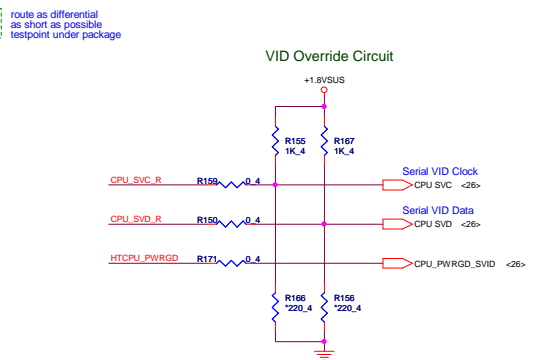 route as differential
as short as possible
testpoint under package
VID Override Circuit
+1.8VSUS
R155
1K_4
R167
1K_4
Serial VID Clock
CPU_SVC_R
R159
0_4
CPU SVC <26>
Serial VID Data
CPU_SVD_R
R150
0_4
CPU SVD <26>
HTCPU_PWRGD
R171
0_4
CPU_PWRGD_SVID <26>
R166
*220_4
R156
*220_4